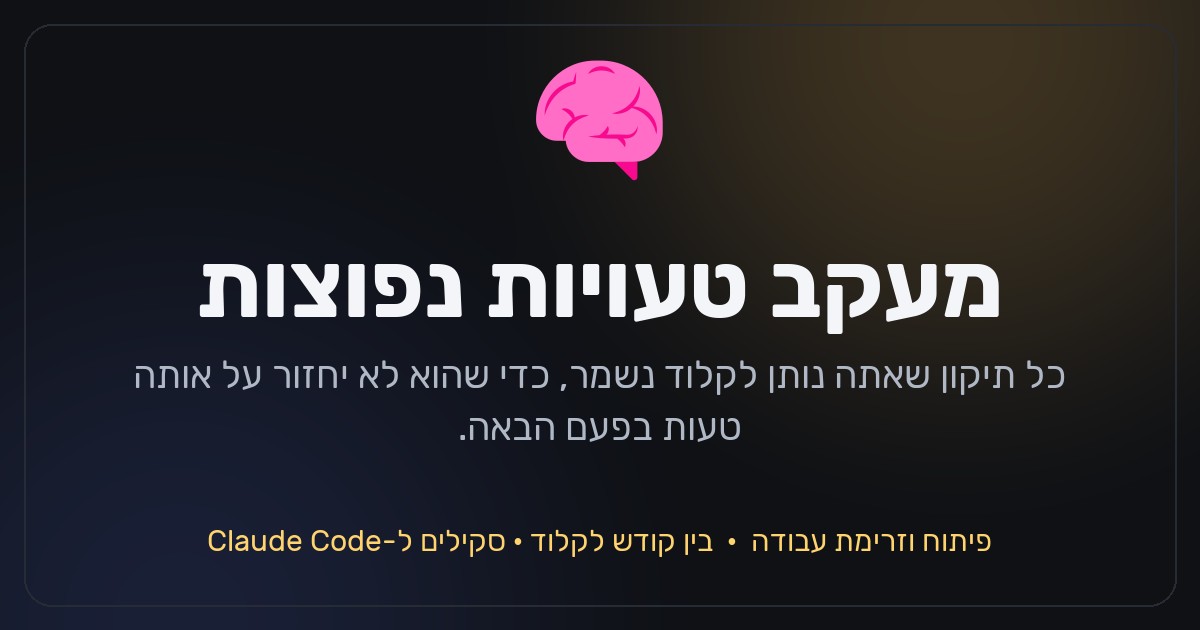 מעקב טעויות נפוצות
כל תיקון שאתה נותן לקלוד נשמר, כדי שהוא לא יחזור על אותה
טעות בפעם הבאה.
פיתוח וזרימת עבודה • בין קודש לקלוד • סקילים ל-Claude Code